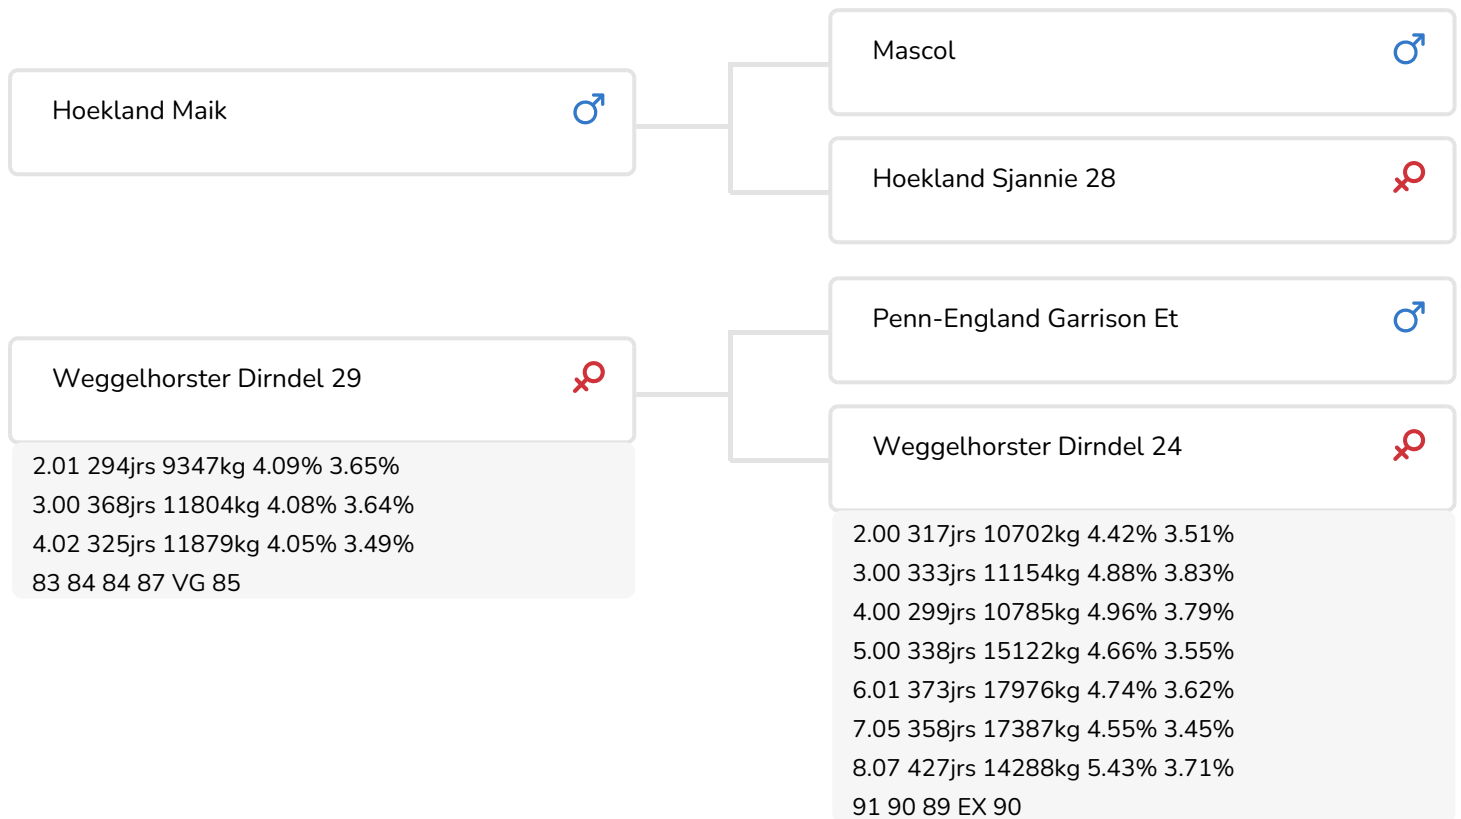 Hoekland Maik
Mascol
Hoekland Sjannie 28
Weggelhorster Dirndel 29
2.01 294jrs 9347kg 4.09% 3.65%
3.00 368jrs 11804kg 4.08% 3.64%
4.02 325jrs 11879kg 4.05% 3.49%
83 84 84 87 VG 85
Penn-England Garrison Et
Weggelhorster Dirndel 24
2.00 317jrs 10702kg 4.42% 3.51%
3.00 333jrs 11154kg 4.88% 3.83%
4.00 299jrs 10785kg 4.96% 3.79%
5.00 338jrs 15122kg 4.66% 3.55%
6.01 373jrs 17976kg 4.74% 3.62%
7.05 358jrs 17387kg 4.55% 3.45%
8.07 427jrs 14288kg 5.43% 3.71%
91 90 89 EX 90